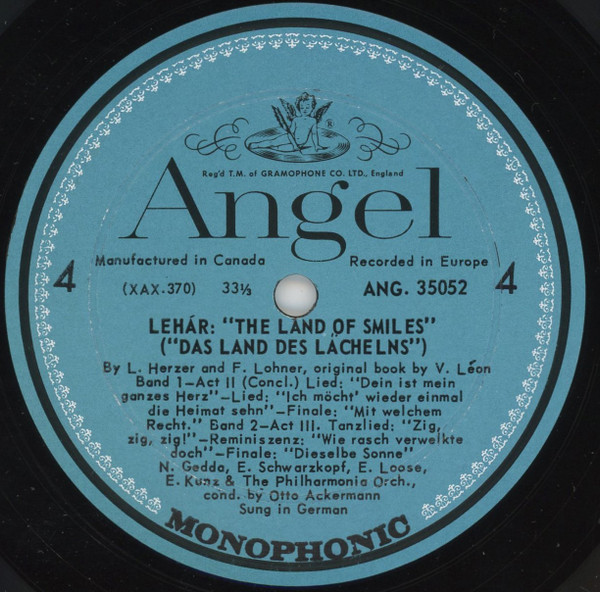 ®
Reg'd T.M. of GRAMOPHONE CO. LTD., England
Angel
Manufactured in Canada Recorded in Europe
4 (XAX.370) 33⅓ ANG. 35052 4
LEHÁR: "THE LAND OF SMILES"
("DAS LAND DES LÄCHELNS")
By L. Herzer and F. Lohner, original book by V. Léon
Band 1—Act II (Concl.) Lied: "Dein ist mein
ganzes Herz"—Lied: "Ich möcht' wieder einmal
die Heimat sehn"—Finale: "Mit welchem
Recht." Band 2—Act III. Tanzlied: "Zig,
zig, zig!"—Reminiszenz: "Wie rasch verwelkte
doch"—Finale: "Dieselbe Sonne"
N. Gedda, E. Schwarzkopf, E. Loose,
E. Kunz & The Philharmonia Orch.,
cond. by Otto Ackermann
Sung in German
MONOPHONIC